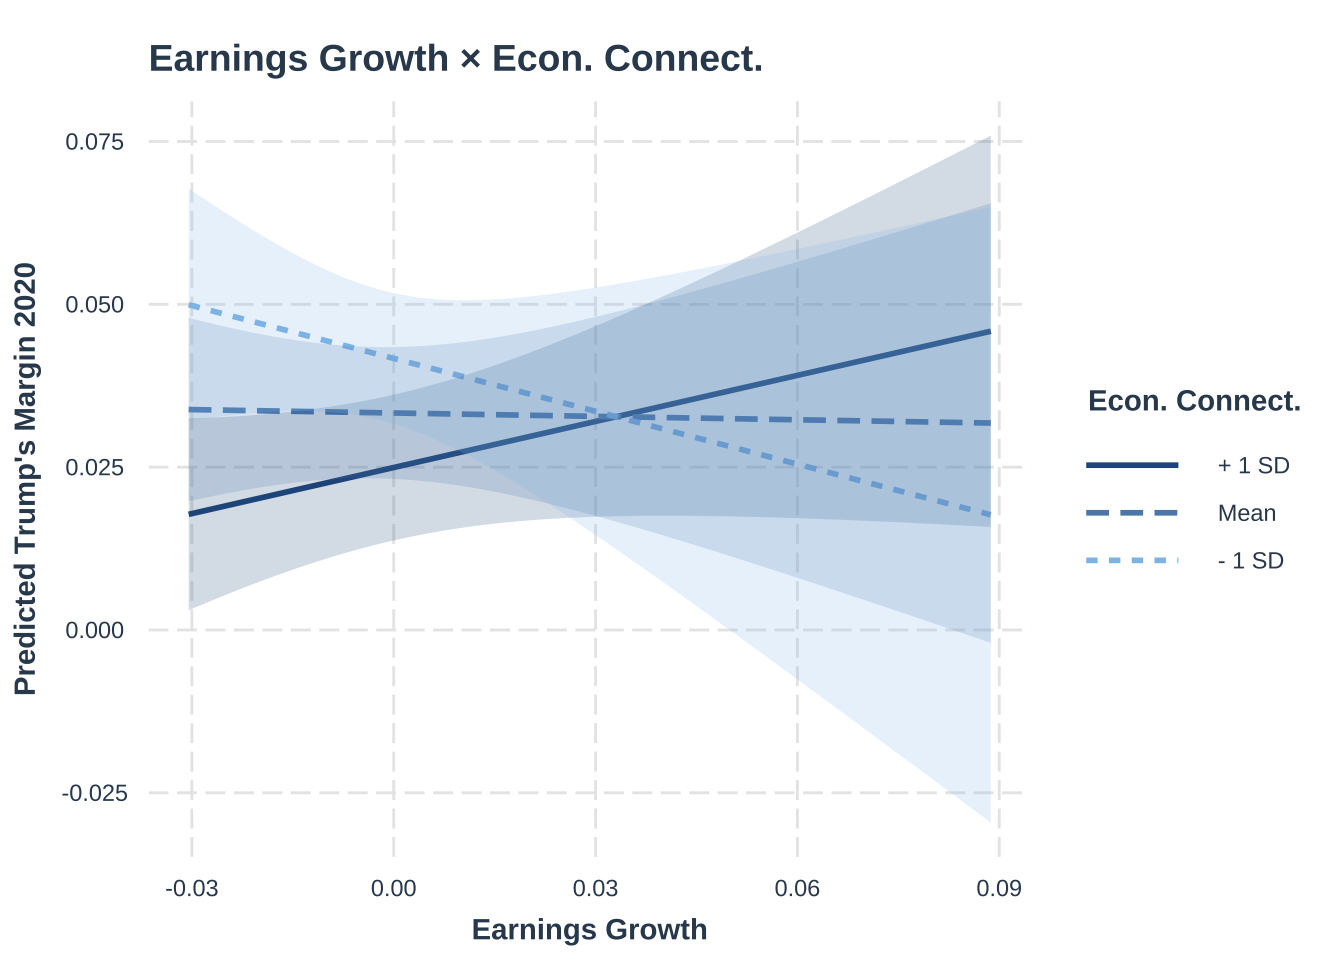 Earnings Growth × Econ. Connect.
Predicted Trump's Margin 2020
0.075
0.050
0.025
0.000
-0.025
-0.03
0.00
0.03
0.06
0.09
Earnings Growth
Econ. Connect.
+ 1 SD
Mean
- 1 SD